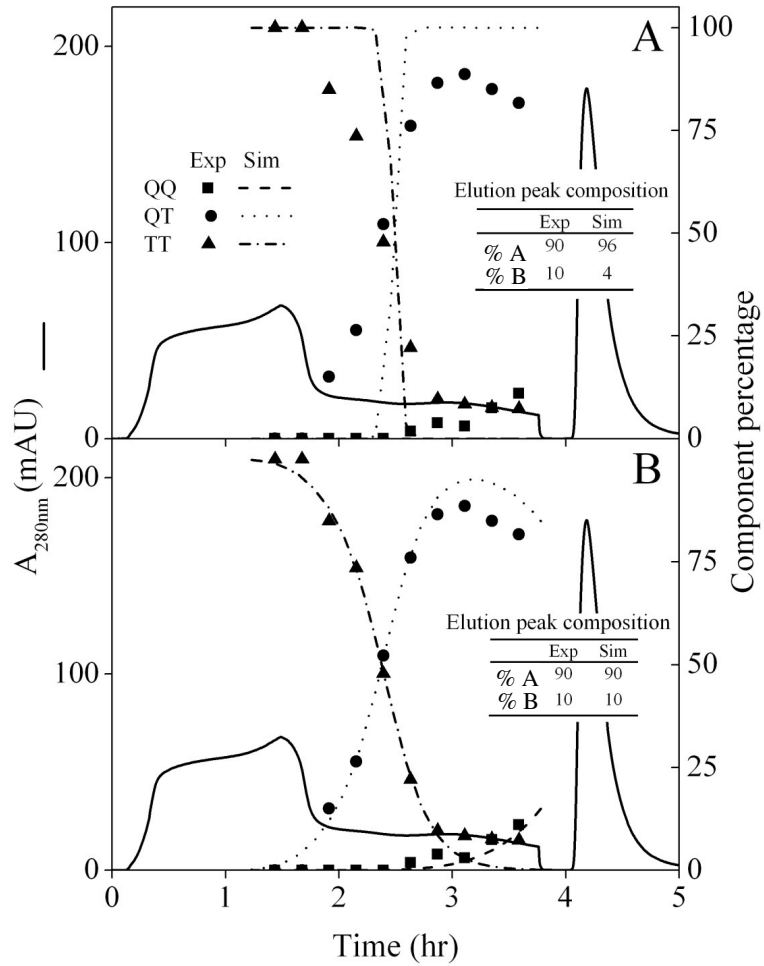 A
200
100
0
100
75
50
25
0
Exp Sim
QQ
QT
TT
Elution peak composition
Exp Sim
% A 90 96
% B 10 4
B
200
100
0
75
50
25
0
Elution peak composition
Exp Sim
% A 90 90
% B 10 10
A280nm (mAU)
Component percentage
0 1 2 3 4 5
Time (hr)